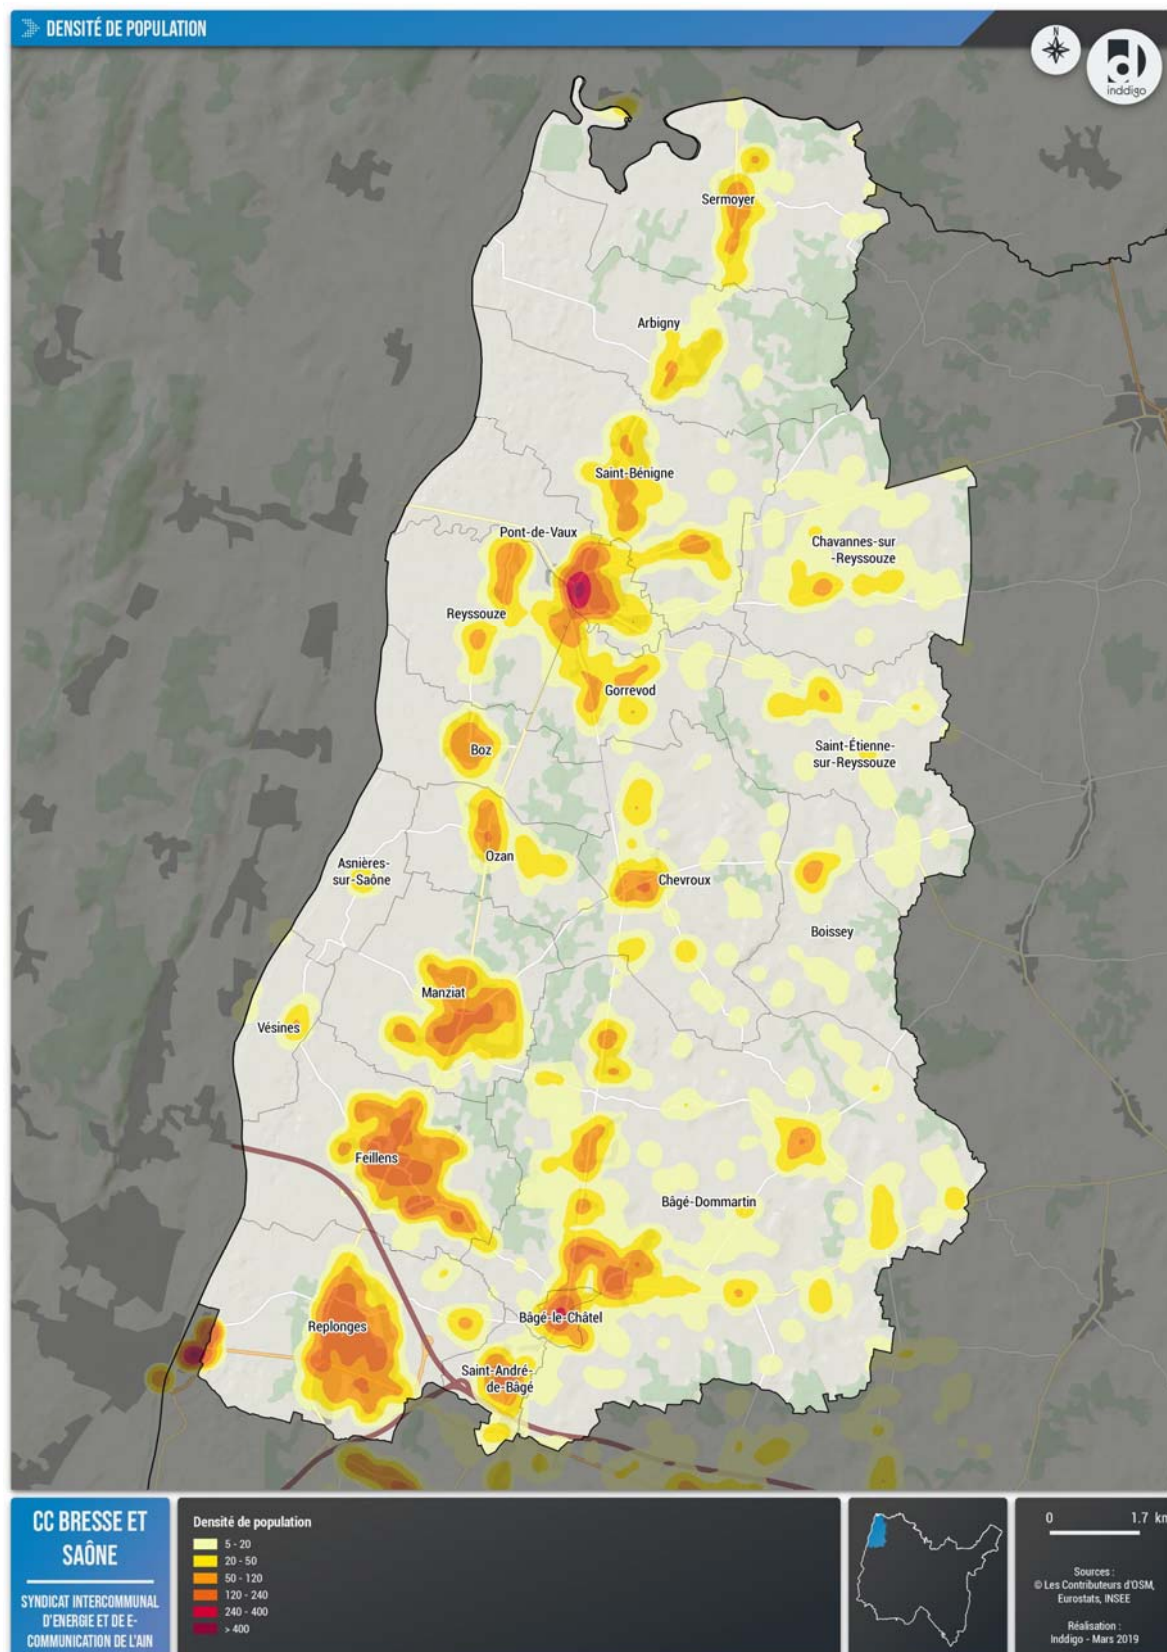 DENSITÉ DE POPULATION
N
inddigo
Sermoyer
Arbigny
Saint-Bénigne
Pont-de-Vaux
Chavannes-sur
-Reyssouze
Reyssouze
Gorrevod
Boz
Saint-Étienne-
sur-Reyssouze
Ozan
Asnières-
sur-Saône
Chevroux
Boissey
Manziat
Vésines
Feillens
Bâgé-Dommartin
Bâgé-le-Châtel
Replonges
Saint-André-
de-Bâgé
CC BRESSE ET
SAÔNE
SYNDICAT INTERCOMMUNAL
D'ENERGIE ET DE E-
COMMUNICATION DE L'AIN
Densité de population
5 - 20
20 - 50
50 - 120
120 - 240
240 - 400
> 400
0 1.7 km
Sources :
© Les Contributeurs d'OSM,
Eurostats, INSEE
Réalisation :
Inddigo - Mars 2019